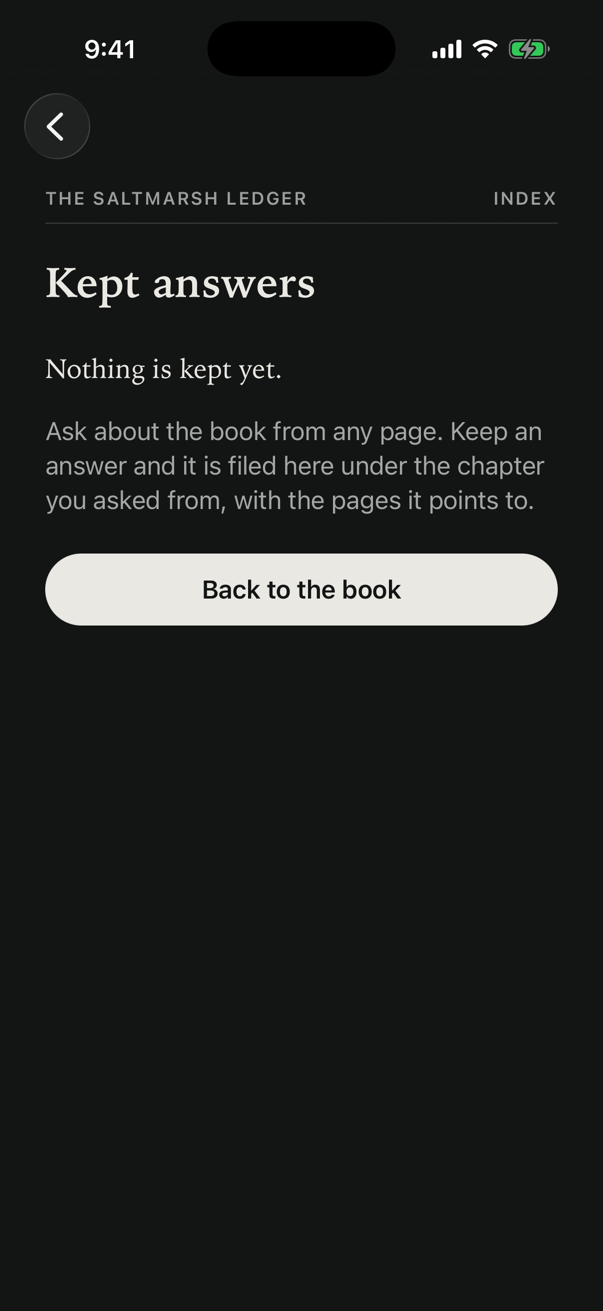 9:41
THE SALTMARSH LEDGER
INDEX
Kept answers
Nothing is kept yet.
Ask about the book from any page. Keep an
answer and it is filed here under the chapter
you asked from, with the pages it points to.
Back to the book